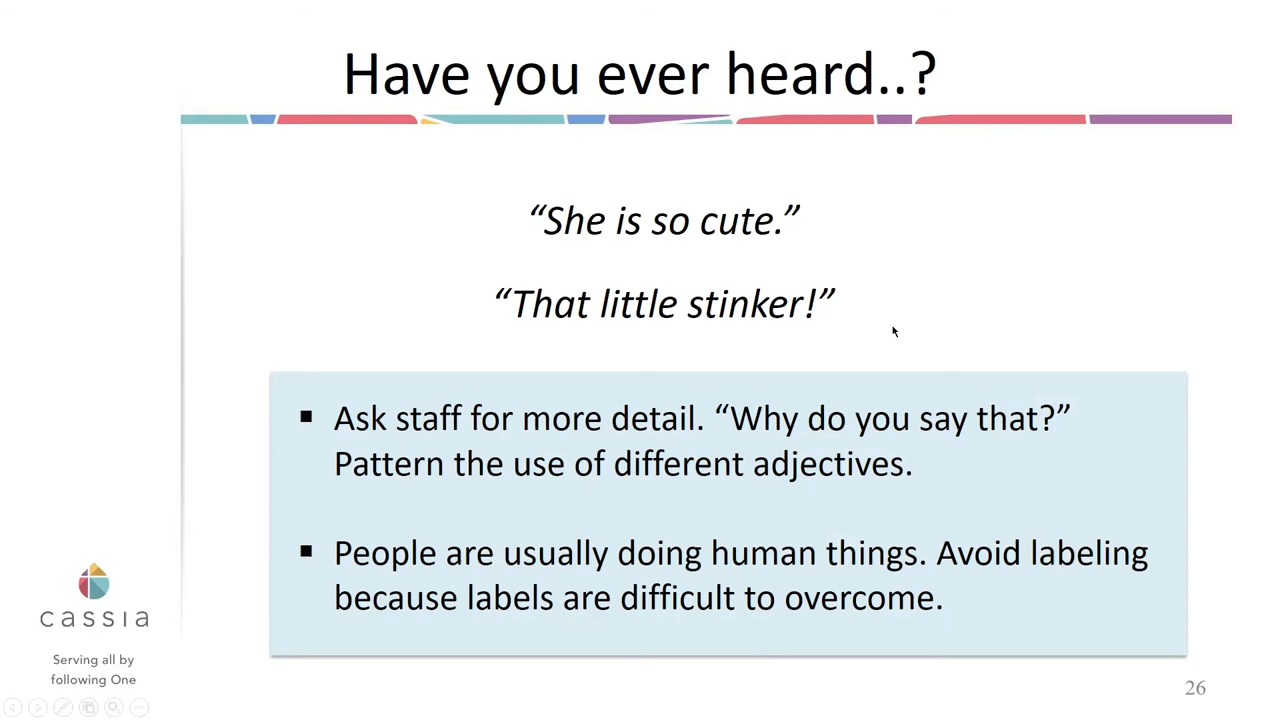 Have you ever heard..?
“She is so cute.”
“That little stinker!”
▪ Ask staff for more detail. “Why do you say that?”
Pattern the use of different adjectives.
▪ People are usually doing human things. Avoid labeling
because labels are difficult to overcome.
cassia
Serving all by
following One
26